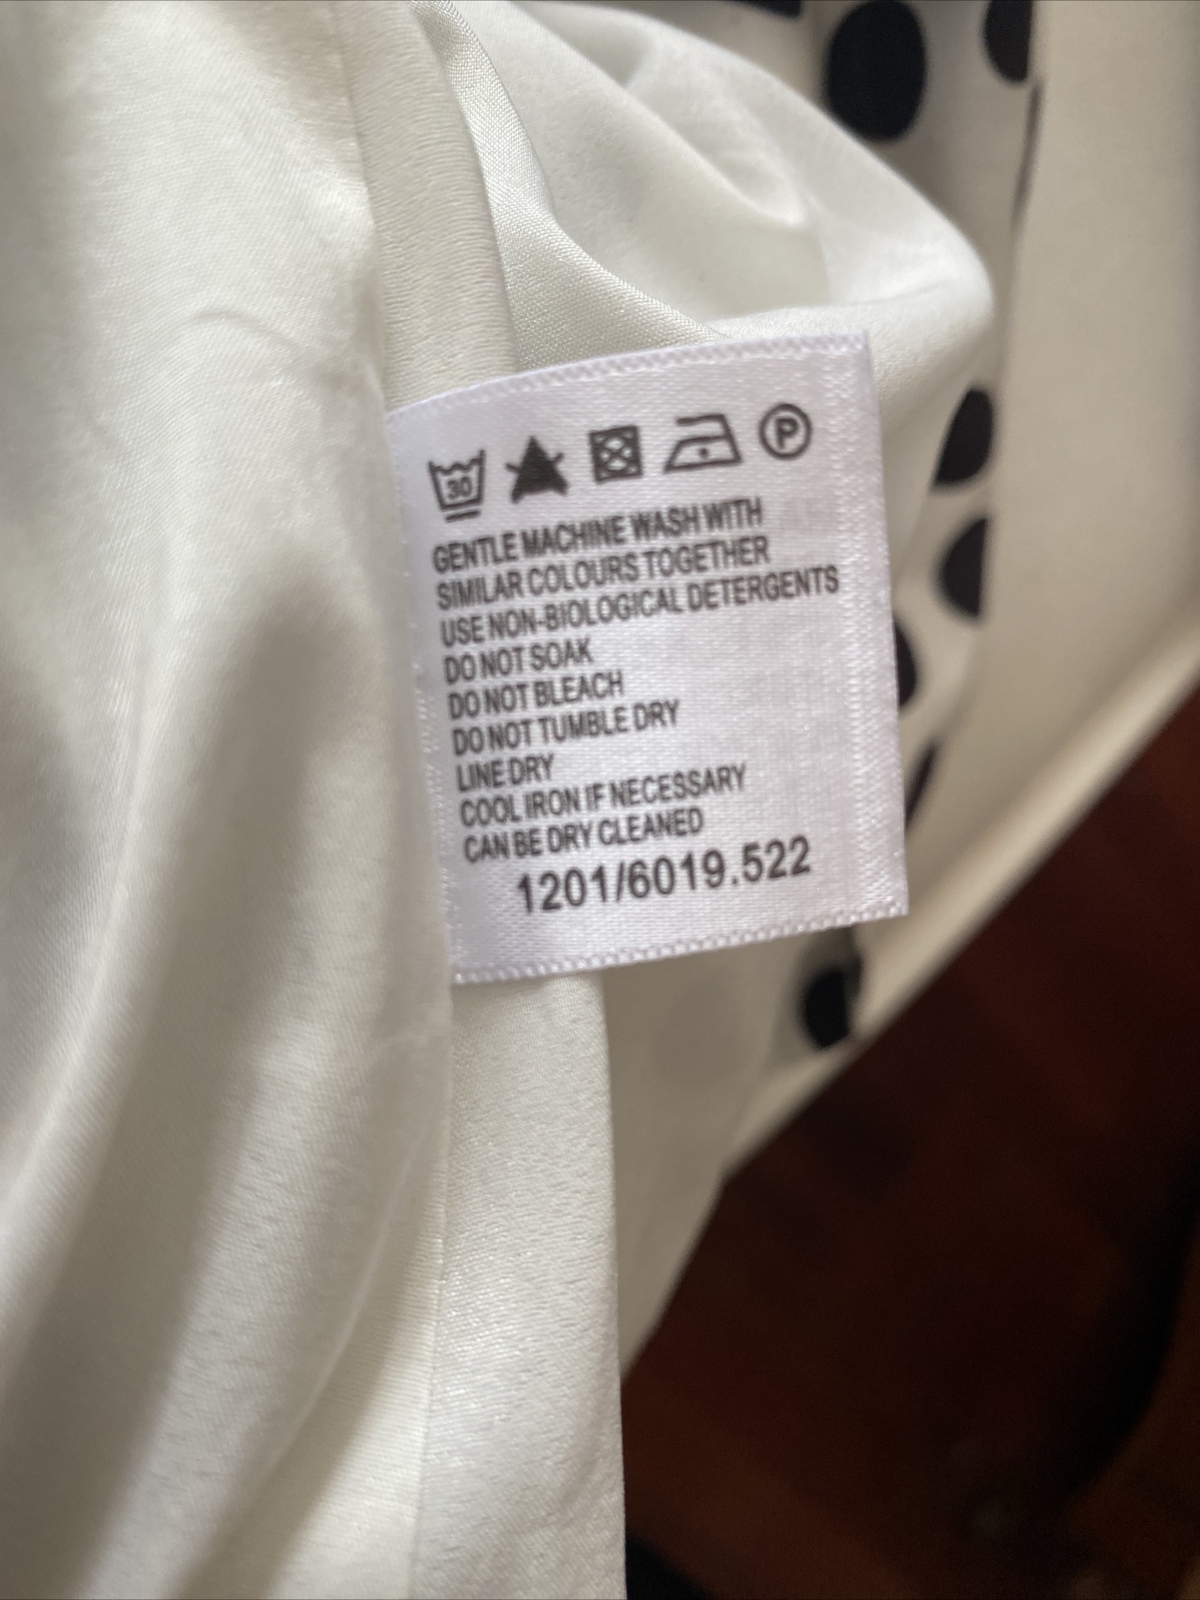 30 P
GENTLE MACHINE WASH WITH
SIMILAR COLOURS TOGETHER
USE NON-BIOLOGICAL DETERGENTS
DO NOT SOAK
DO NOT BLEACH
DO NOT TUMBLE DRY
LINE DRY
COOL IRON IF NECESSARY
CAN BE DRY CLEANED
1201/6019.522